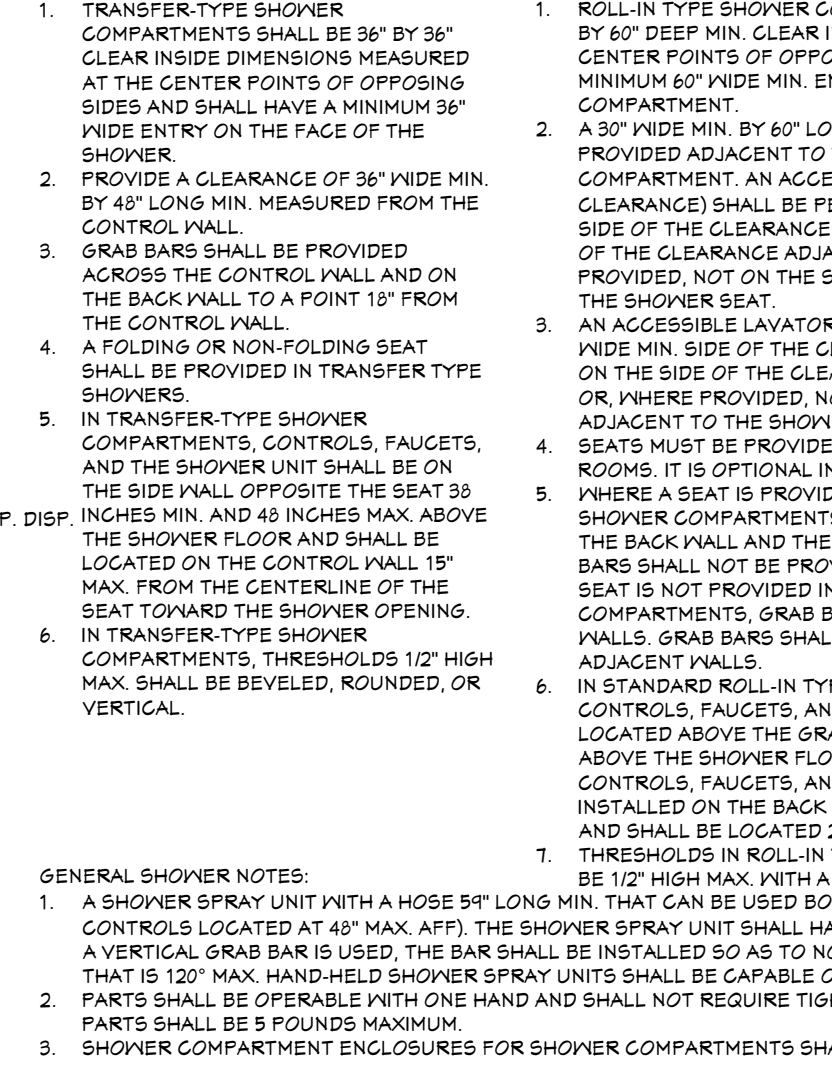 1. TRANSFER-TYPE SHOWER
COMPARTMENTS SHALL BE 36" BY 36"
CLEAR INSIDE DIMENSIONS MEASURED
AT THE CENTER POINTS OF OPPOSING
SIDES AND SHALL HAVE A MINIMUM 36"
WIDE ENTRY ON THE FACE OF THE
SHOWER.
2. PROVIDE A CLEARANCE OF 36" WIDE MIN.
BY 48" LONG MIN. MEASURED FROM THE
CONTROL WALL.
3. GRAB BARS SHALL BE PROVIDED
ACROSS THE CONTROL WALL AND ON
THE BACK WALL TO A POINT 18" FROM
THE CONTROL WALL.
4. A FOLDING OR NON-FOLDING SEAT
SHALL BE PROVIDED IN TRANSFER TYPE
SHOWERS.
5. IN TRANSFER-TYPE SHOWER
COMPARTMENTS, CONTROLS, FAUCETS,
AND THE SHOWER UNIT SHALL BE ON
THE SIDE WALL OPPOSITE THE SEAT 38
P. DISP. INCHES MIN. AND 48 INCHES MAX. ABOVE
THE SHOWER FLOOR AND SHALL BE
LOCATED ON THE CONTROL WALL 15"
MAX. FROM THE CENTERLINE OF THE
SEAT TOWARD THE SHOWER OPENING.
6. IN TRANSFER-TYPE SHOWER
COMPARTMENTS, THRESHOLDS 1/2" HIGH
MAX. SHALL BE BEVELED, ROUNDED, OR
VERTICAL.
1. ROLL-IN TYPE SHOWER
BY 60" DEEP MIN. CLEAR
CENTER POINTS OF
MINIMUM 60" WIDE MIN.
COMPARTMENT.
2. A 30" WIDE MIN. BY 60"
PROVIDED ADJACENT TO
COMPARTMENT. AN
CLEARANCE) SHALL BE
SIDE OF THE CLEARANCE
OF THE CLEARANCE
PROVIDED, NOT ON THE
THE SHOWER SEAT.
3. AN ACCESSIBLE
WIDE MIN. SIDE OF THE
ON THE SIDE OF THE
OR, WHERE PROVIDED,
ADJACENT TO THE
4. SEATS MUST BE
ROOMS. IT IS OPTIONAL
5. WHERE A SEAT IS
SHOWER COMPARTMENTS
THE BACK WALL AND THE
BARS SHALL NOT BE
SEAT IS NOT PROVIDED IN
COMPARTMENTS, GRAB
WALLS. GRAB BARS
ADJACENT WALLS.
6. IN STANDARD ROLL-IN
CONTROLS, FAUCETS,
LOCATED ABOVE THE
ABOVE THE SHOWER
CONTROLS, FAUCETS,
INSTALLED ON THE BACK
AND SHALL BE LOCATED
7. THRESHOLDS IN ROLL-IN
BE 1/2" HIGH MAX. WITH A
GENERAL SHOWER NOTES:
1. A SHOWER SPRAY UNIT WITH A HOSE 59" LONG MIN. THAT CAN BE USED
CONTROLS LOCATED AT 48" MAX. AFF). THE SHOWER SPRAY UNIT SHALL
A VERTICAL GRAB BAR IS USED, THE BAR SHALL BE INSTALLED SO AS TO
THAT IS 120° MAX. HAND-HELD SHOWER SPRAY UNITS SHALL BE CAPABLE
2. PARTS SHALL BE OPERABLE WITH ONE HAND AND SHALL NOT REQUIRE
PARTS SHALL BE 5 POUNDS MAXIMUM.
3. SHOWER COMPARTMENT ENCLOSURES FOR SHOWER COMPARTMENTS